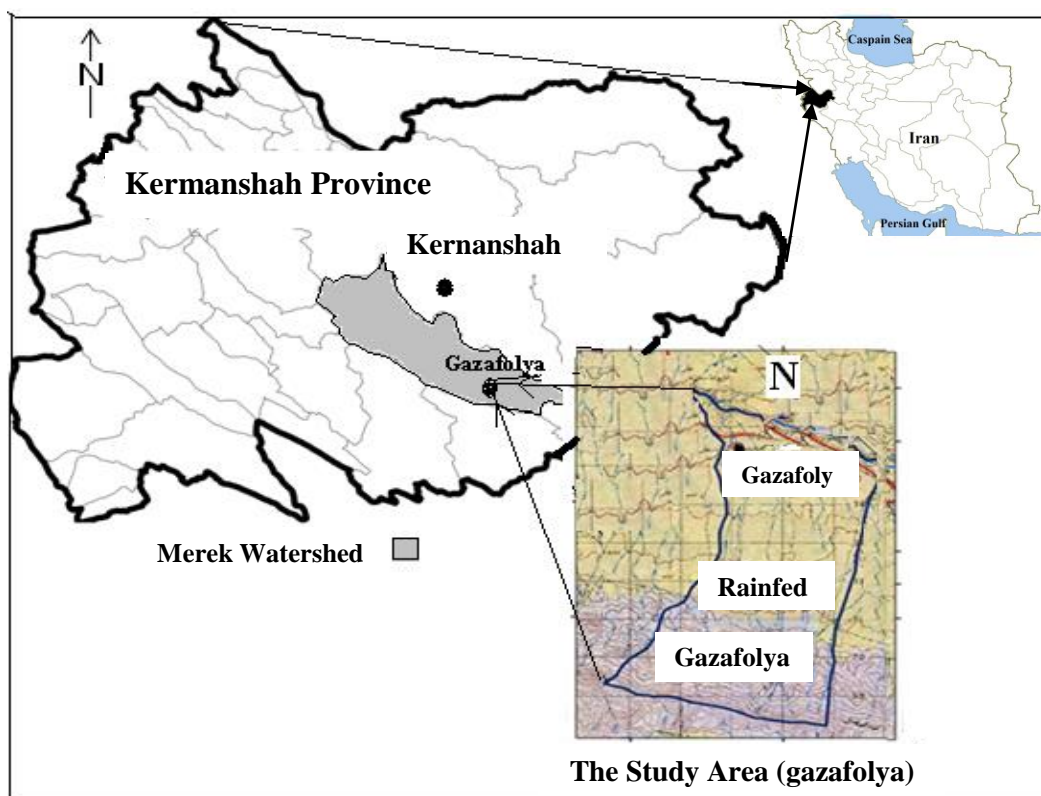 N
Caspain Sea
Iran
Persian Gulf
Kermanshah Province
Kernanshah
Gazafolya
N
Gazafoly
Rainfed
Gazafolya
Merek Watershed
The Study Area (gazafolya)